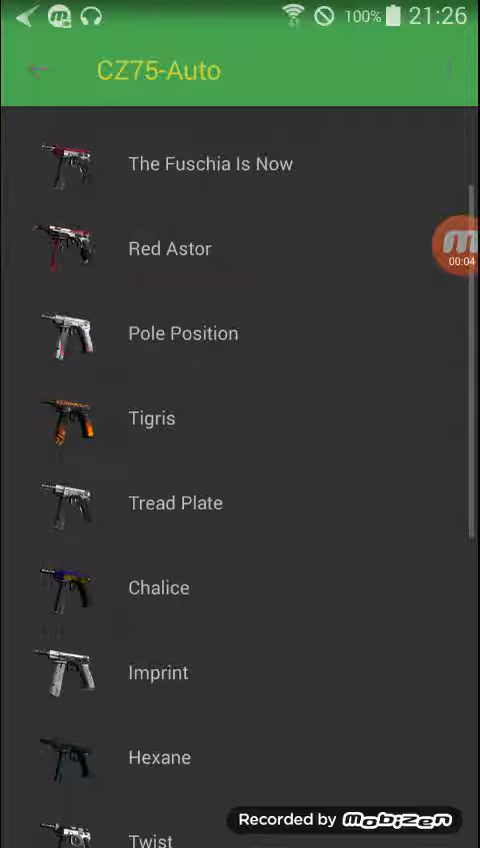 100% 21:26
CZ75-Auto
The Fuschia Is Now
Red Astor
00:04
Pole Position
Tigris
Tread Plate
Chalice
Imprint
Hexane
Recorded by Mobizen
Twist